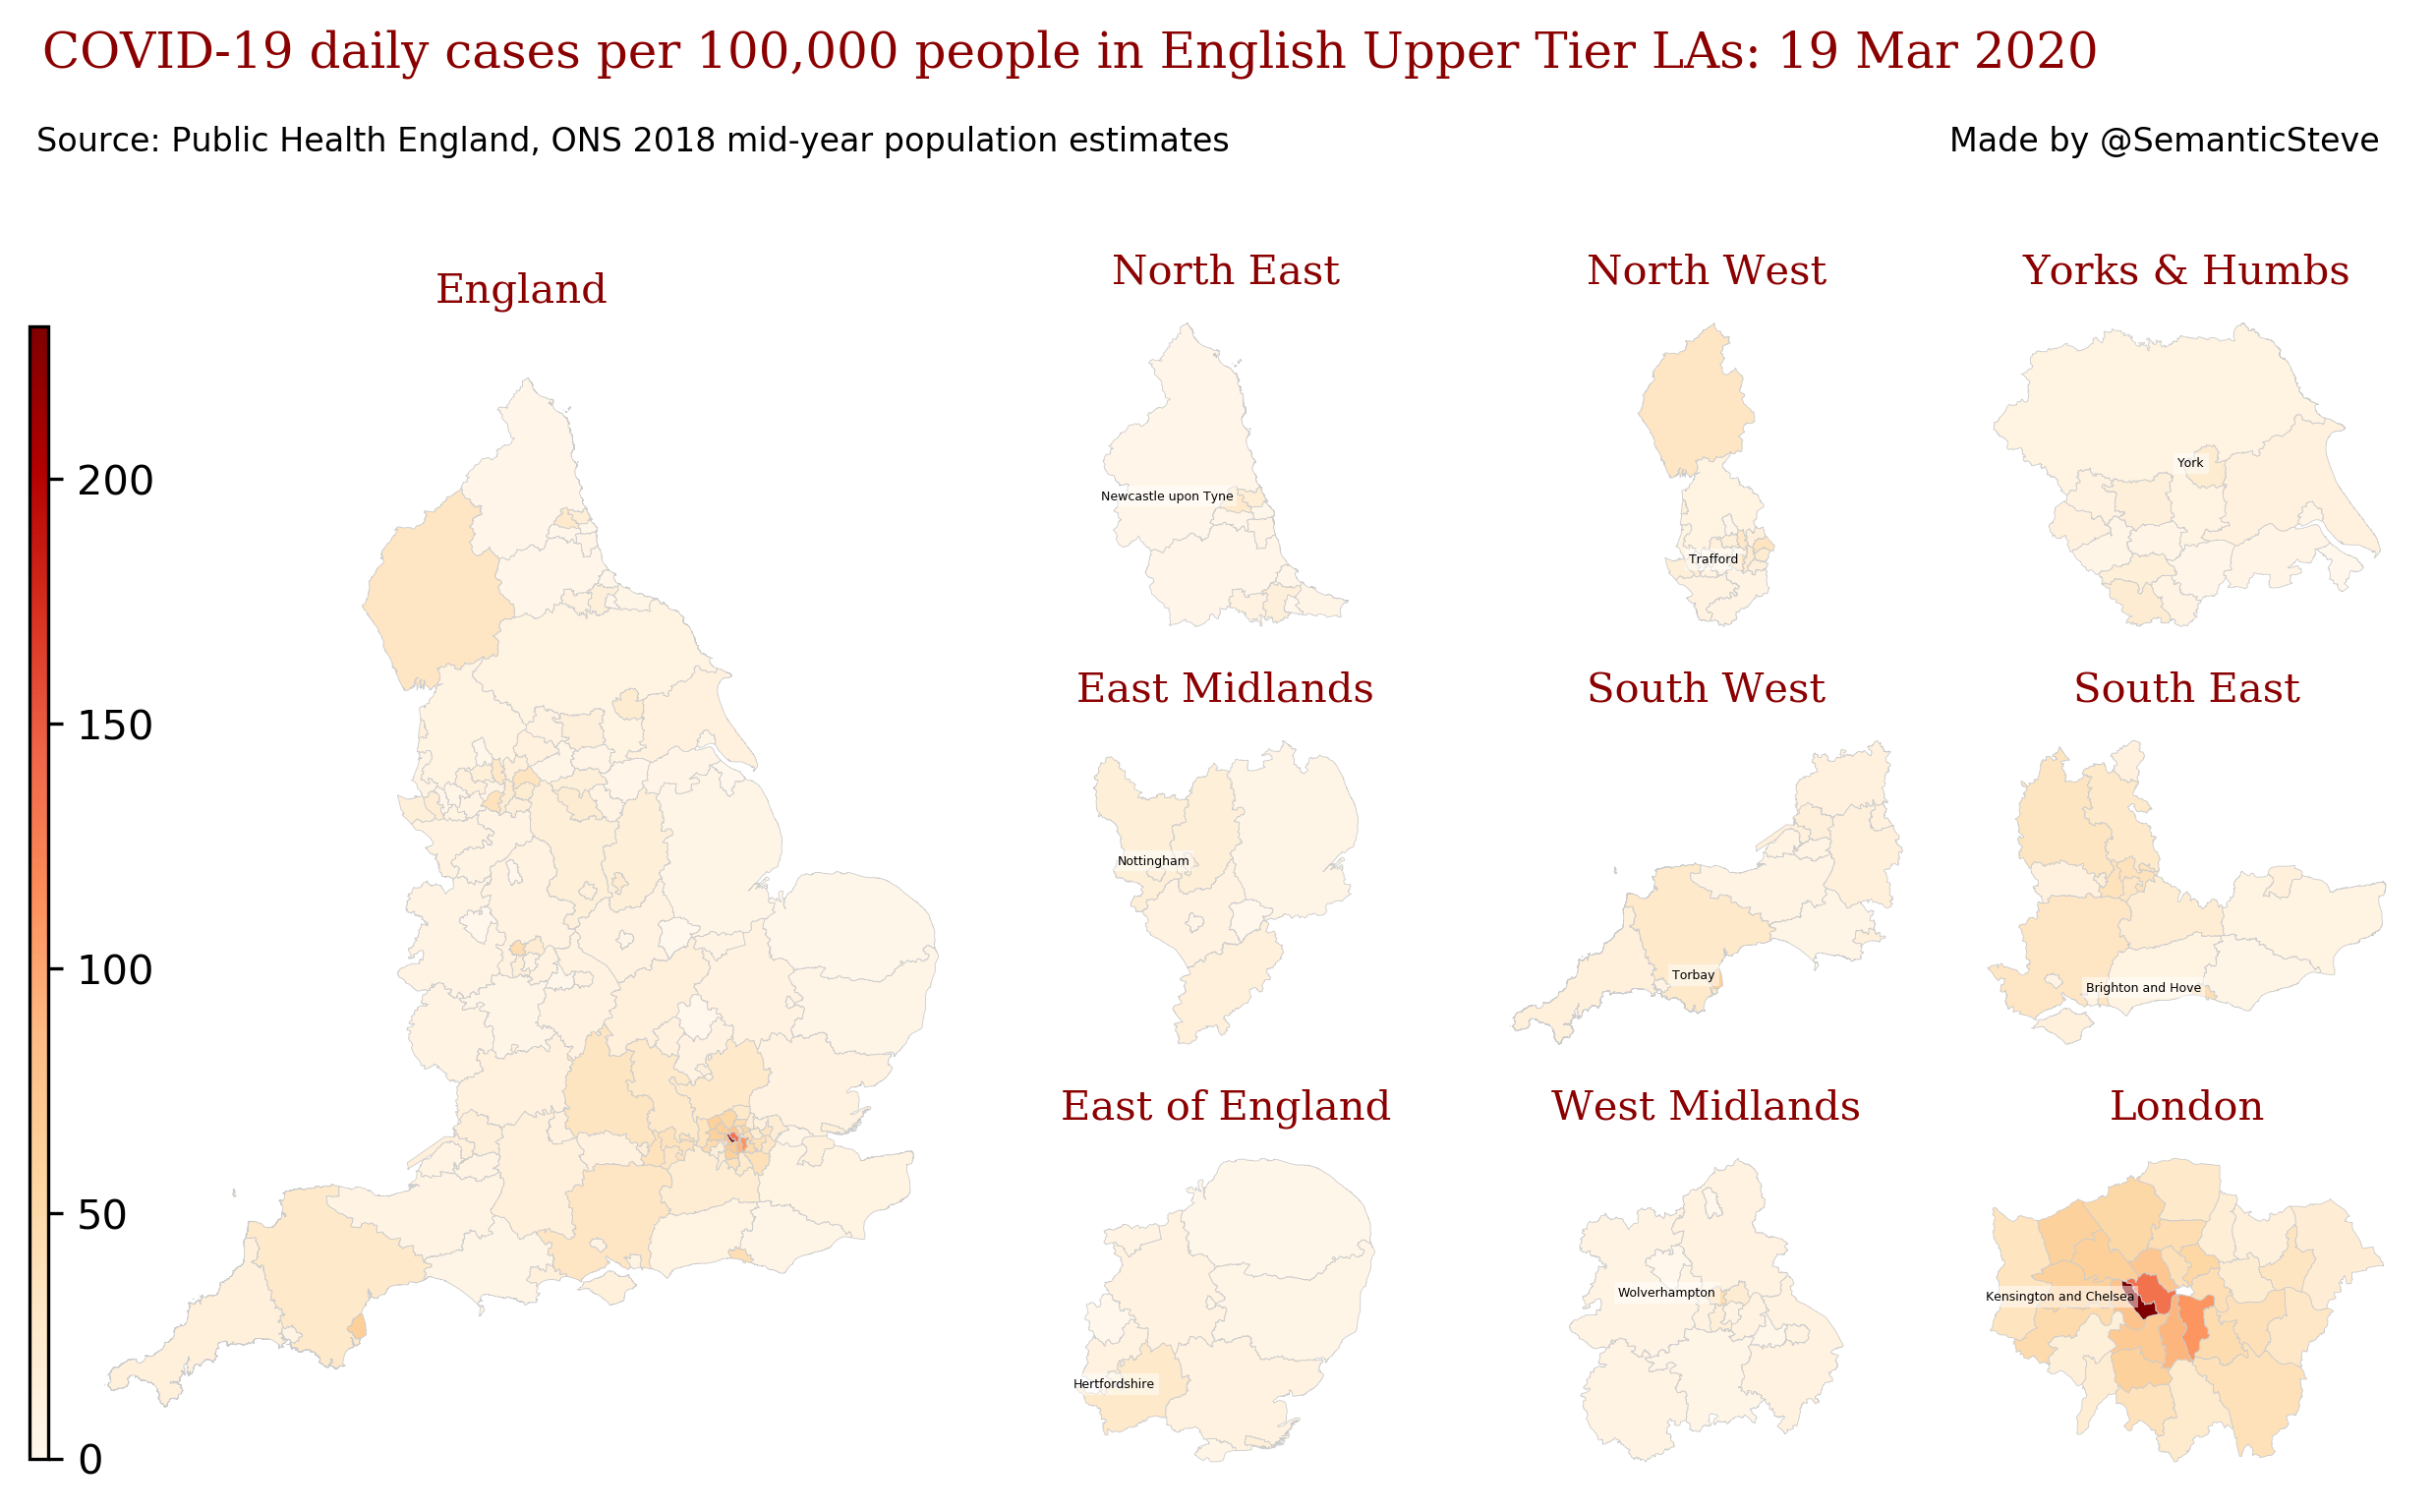 COVID-19 daily cases per 100,000 people in English Upper Tier LAs: 19 Mar 2020
Source: Public Health England, ONS 2018 mid-year population estimates
Made by @SemanticSteve
England
200
150
100
50
0
North East
Newcastle upon Tyne
North West
Trafford
Yorks & Humbs
York
East Midlands
Nottingham
South West
Torbay
South East
Brighton and Hove
East of England
Hertfordshire
West Midlands
Wolverhampton
London
Kensington and Chelsea